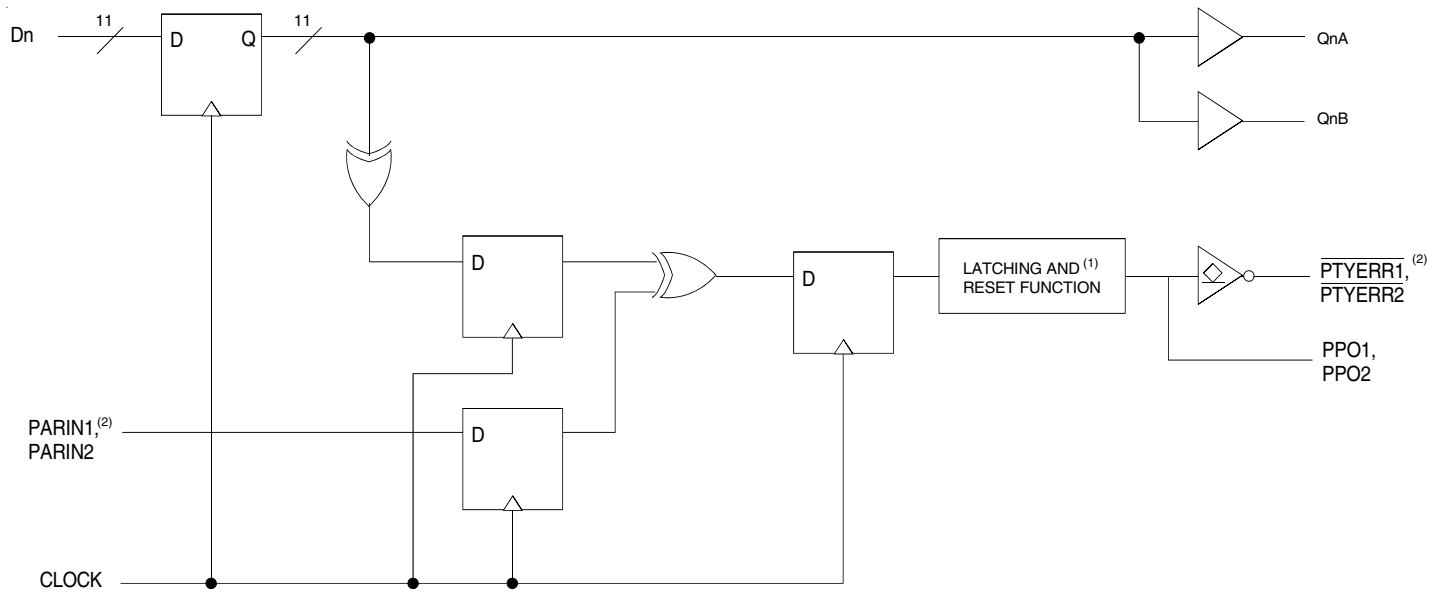 11
11
Dn
D
Q
QnA
QnB
D
D
LATCHING AND (1)
RESET FUNCTION
PTYERR1, (2)
PTYERR2
PPO1,
PPO2
PARIN1,(2)
PARIN2
D
CLOCK